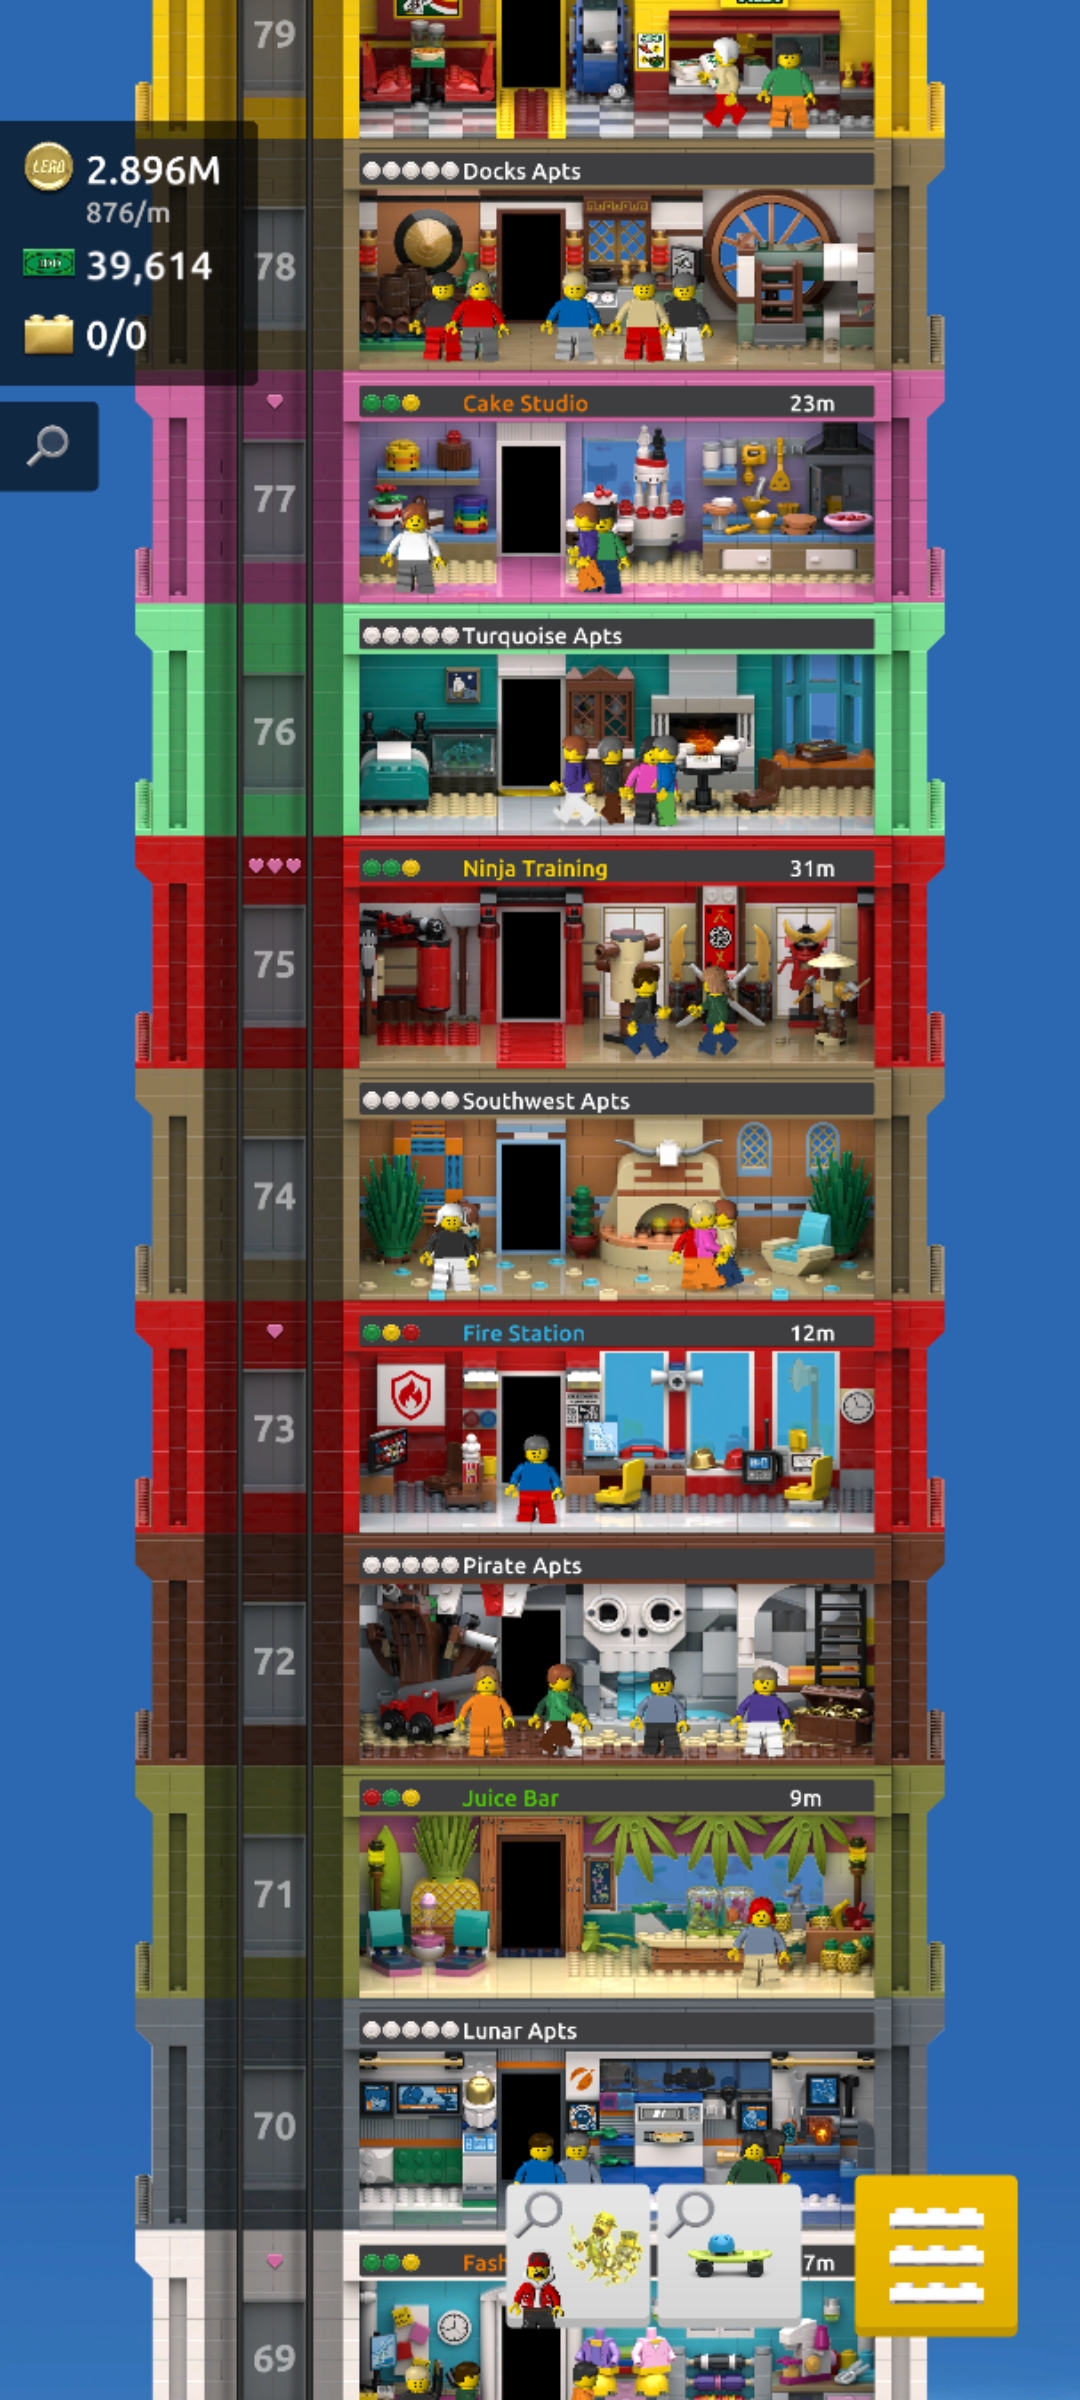 79
LEGO
2.896M
876/m
39,614
0/0
Docks Apts
78
Cake Studio 23m
77
Turquoise Apts
76
Ninja Training 31m
75
Southwest Apts
74
Fire Station 12m
73
Pirate Apts
72
Juice Bar 9m
71
Lunar Apts
70
Fash 7m
69